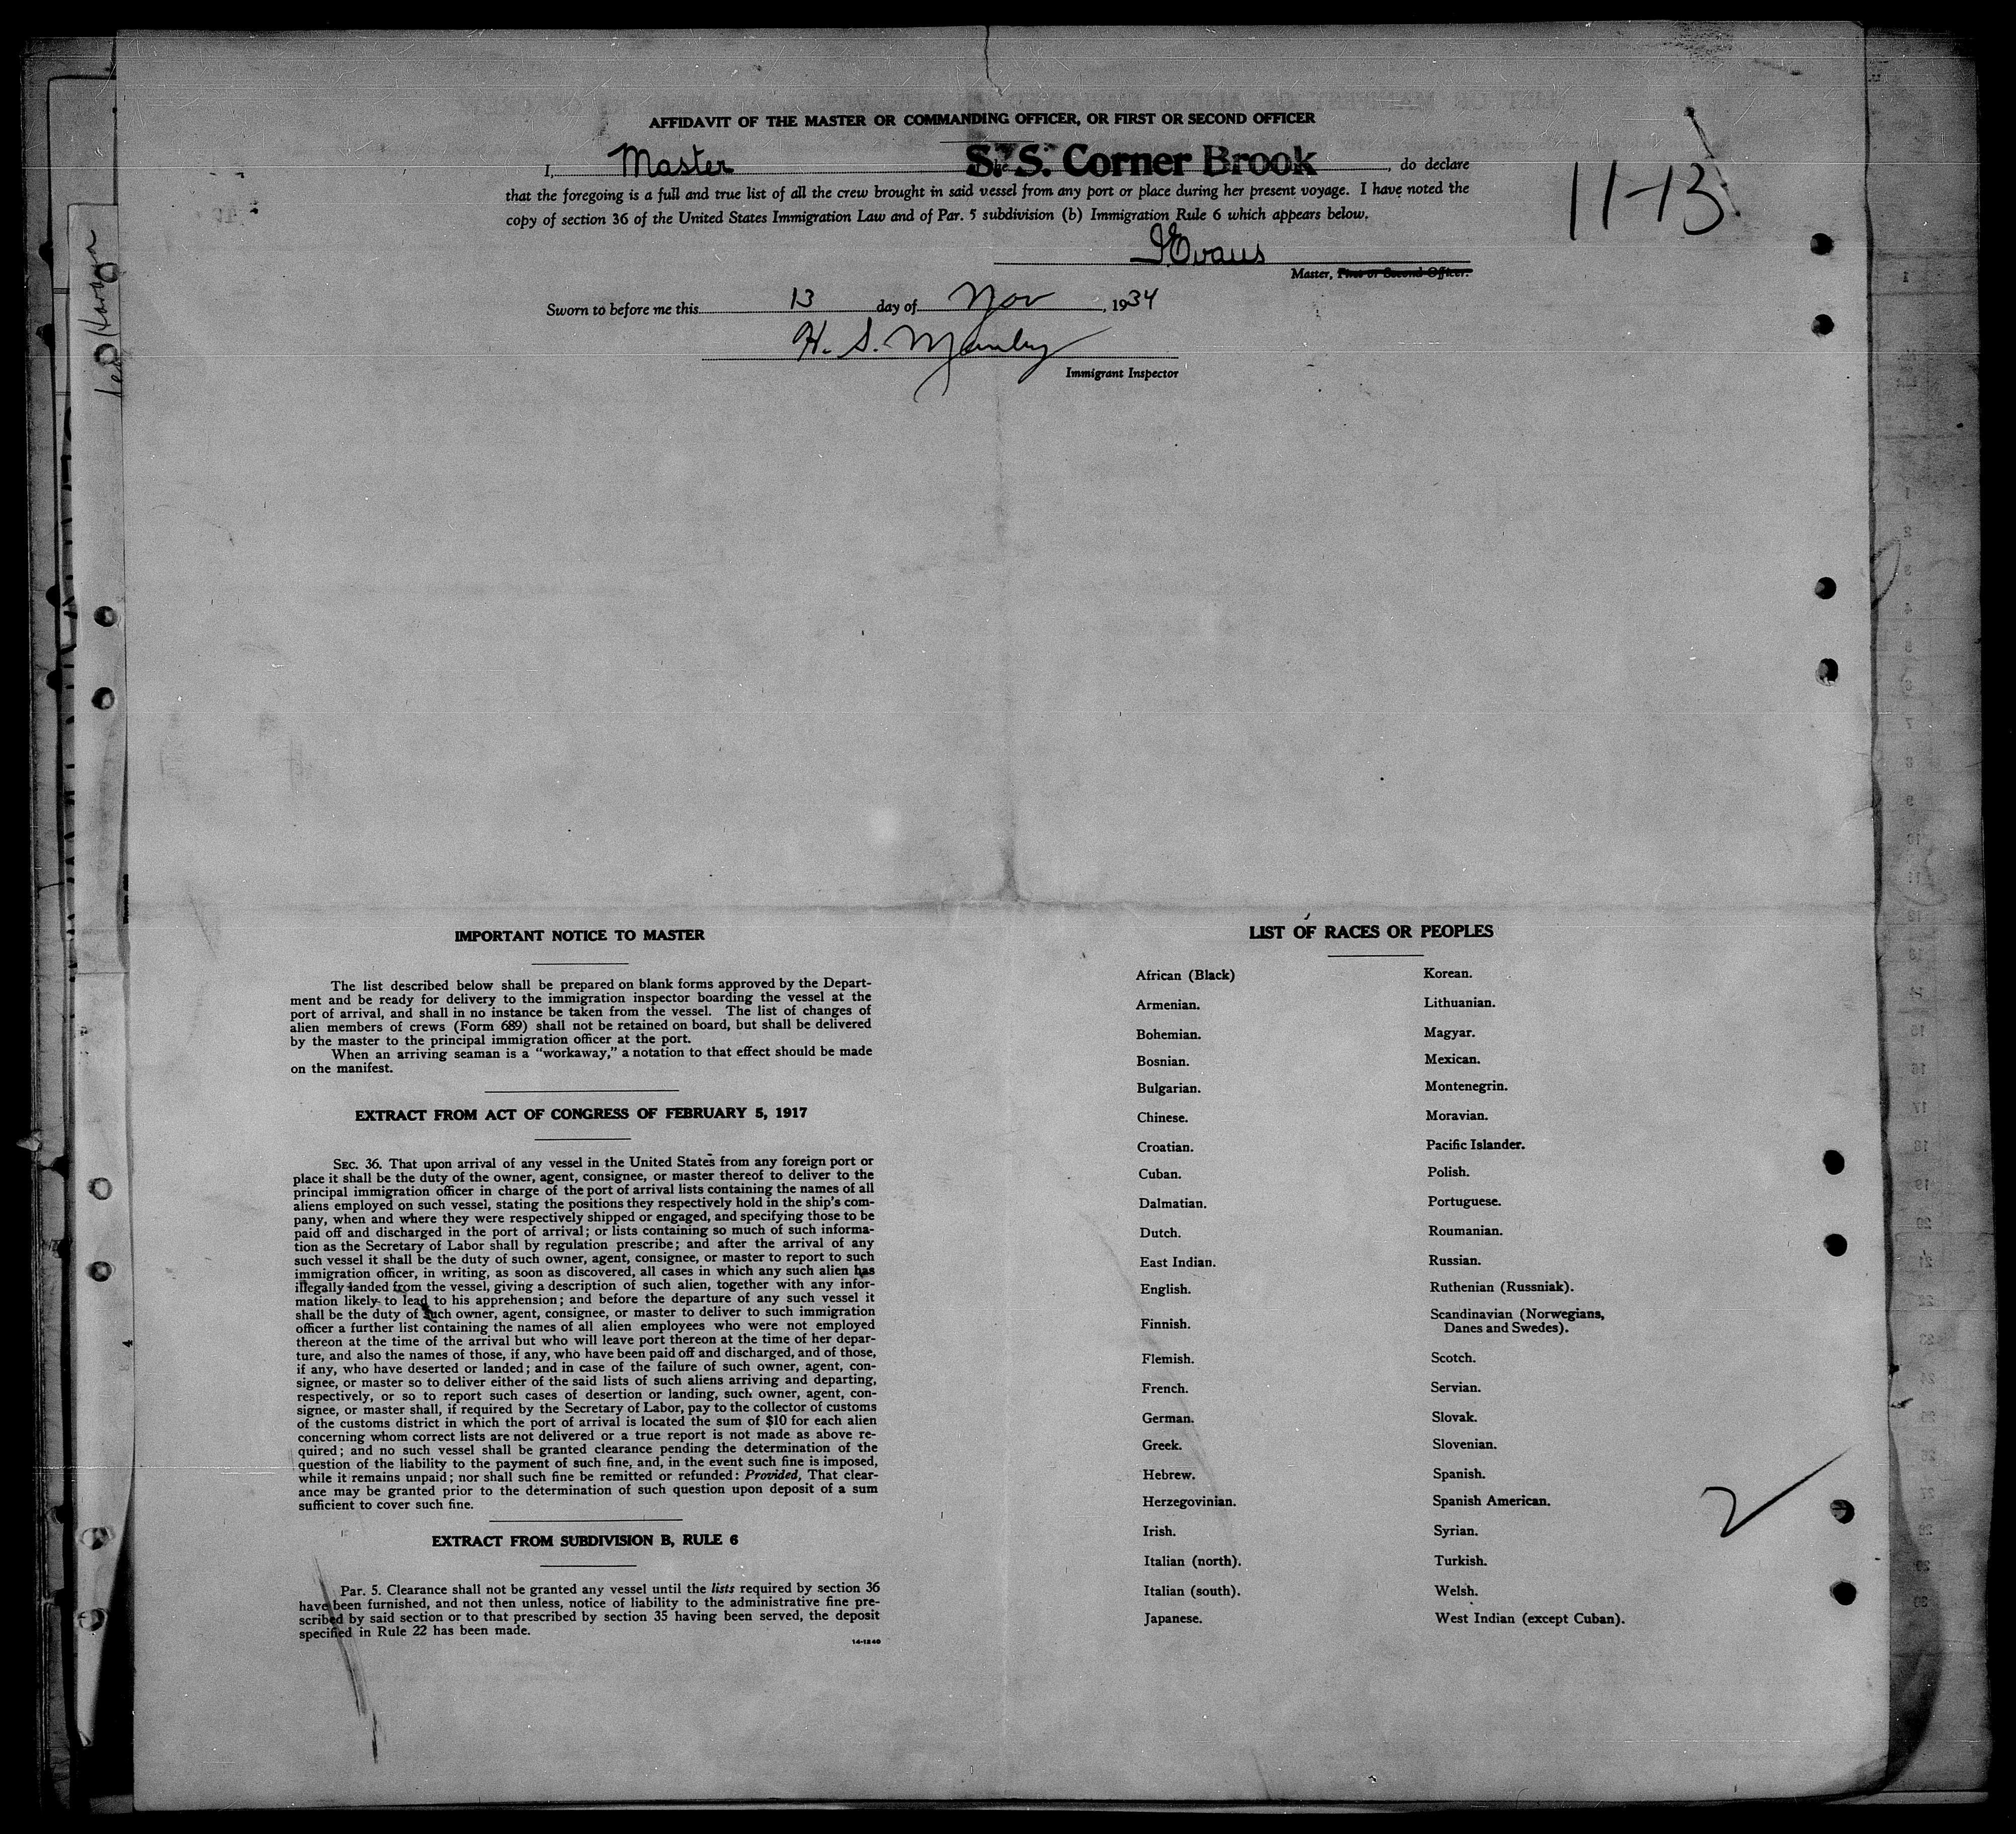 AFFIDAVIT OF THE MASTER OR COMMANDING OFFICER, OR FIRST OR SECOND OFFICER
I, Master S. S. Corner Brook, do declare
that the foregoing is a full and true list of all the crew brought in said vessel from any port or place during her present voyage. I have noted the
copy of section 36 of the United States Immigration Law and of Par. 5 subdivision (b) Immigration Rule 6 which appears below.
11-13
Evans
Master, First or Second Officer.
Sworn to before me this 13 day of Nov, 1934
H. S. Manley
Immigrant Inspector
IMPORTANT NOTICE TO MASTER
The list described below shall be prepared on blank forms approved by the Depart-
ment and be ready for delivery to the immigration inspector boarding the vessel at the
port of arrival, and shall in no instance be taken from the vessel. The list of changes of
alien members of crews (Form 689) shall not be retained on board, but shall be delivered
by the master to the principal immigration officer at the port.
When an arriving seaman is a “workaway,” a notation to that effect should be made
on the manifest.
EXTRACT FROM ACT OF CONGRESS OF FEBRUARY 5, 1917
SEC. 36. That upon arrival of any vessel in the United States from any foreign port or
place it shall be the duty of the owner, agent, consignee, or master thereof to deliver to the
principal immigration officer in charge of the port of arrival lists containing the names of all
aliens employed on such vessel, stating the positions they respectively hold in the ship's com-
pany, when and where they were respectively shipped or engaged, and specifying those to be
paid off and discharged in the port of arrival; or lists containing so much of such informa-
tion as the Secretary of Labor shall by regulation prescribe; and after the arrival of any
such vessel it shall be the duty of such owner, agent, consignee, or master to report to such
immigration officer, in writing, as soon as discovered, all cases in which any such alien has
illegally landed from the vessel, giving a description of such alien, together with any infor-
mation likely to lead to his apprehension; and before the departure of any such vessel it
shall be the duty of such owner, agent, consignee, or master to deliver to such immigration
officer a further list containing the names of all alien employees who were not employed
thereon at the time of the arrival but who will leave port thereon at the time of her depar-
ture, and also the names of those, if any, who have been paid off and discharged, and of those,
if any, who have deserted or landed; and in case of the failure of such owner, agent, con-
signee, or master so to deliver either of the said lists of such aliens arriving and departing,
respectively, or so to report such cases of desertion or landing, such owner, agent, con-
signee, or master shall, if required by the Secretary of Labor, pay to the collector of customs
of the customs district in which the port of arrival is located the sum of $10 for each alien
concerning whom correct lists are not delivered or a true report is not made as above re-
quired; and no such vessel shall be granted clearance pending the determination of the
question of the liability to the payment of such fine, and, in the event such fine is imposed,
while it remains unpaid; nor shall such fine be remitted or refunded: Provided, That clear-
ance may be granted prior to the determination of such question upon deposit of a sum
sufficient to cover such fine.
EXTRACT FROM SUBDIVISION B, RULE 6
Par. 5. Clearance shall not be granted any vessel until the lists required by section 36
have been furnished, and not then unless, notice of liability to the administrative fine pre-
scribed by said section or to that prescribed by section 35 having been served, the deposit
specified in Rule 22 has been made.
14-1240
LIST OF RACES OR PEOPLES
African (Black)
Armenian.
Bohemian.
Bosnian.
Bulgarian.
Chinese.
Croatian.
Cuban.
Dalmatian.
Dutch.
East Indian.
English.
Finnish.
Flemish.
French.
German.
Greek.
Hebrew.
Herzegovinian.
Irish.
Italian (north).
Italian (south).
Japanese.
Korean.
Lithuanian.
Magyar.
Mexican.
Montenegrin.
Moravian.
Pacific Islander.
Polish.
Portuguese.
Roumanian.
Russian.
Ruthenian (Russniak).
Scandinavian (Norwegians,
Danes and Swedes).
Scotch.
Servian.
Slovak.
Slovenian.
Spanish.
Spanish American.
Syrian.
Turkish.
Welsh.
West Indian (except Cuban).
2